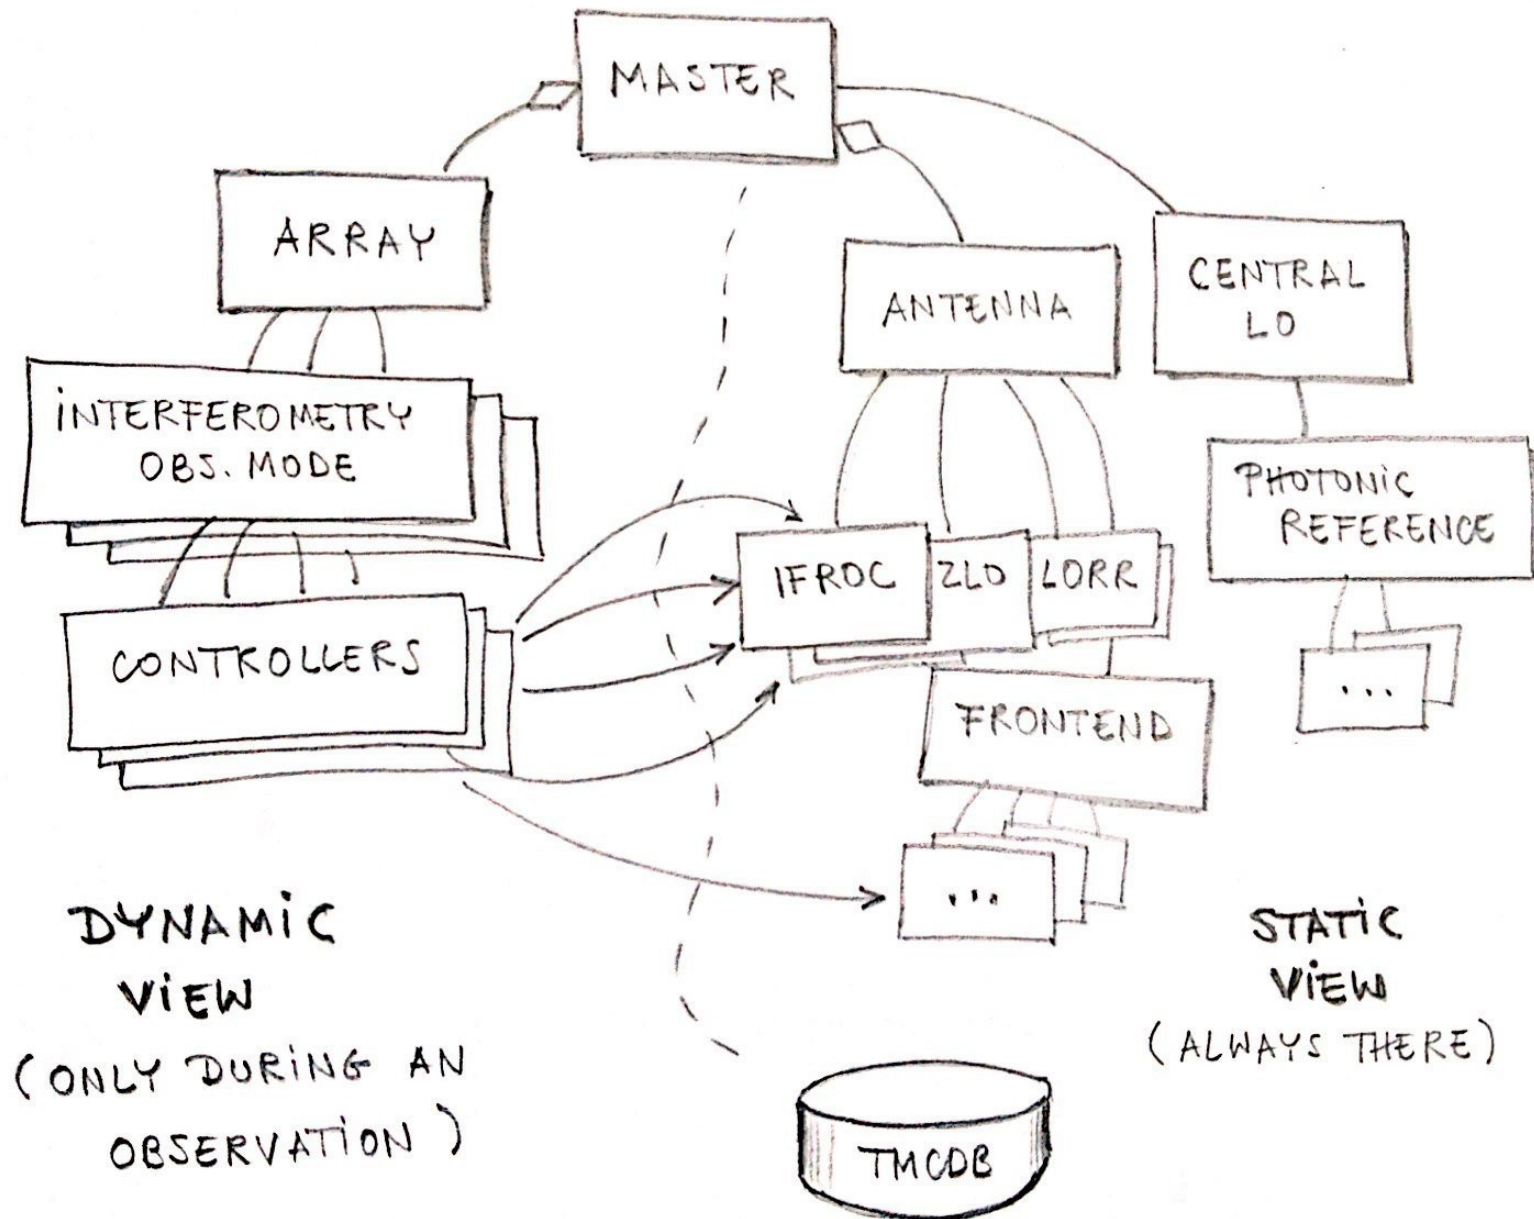 MASTER
ARRAY
ANTENNA
CENTRAL
LO
INTERFEROMETRY
OBS. MODE
PHOTONIC
REFERENCE
IFROC
2LO
LORR
CONTROLLERS
...
FRONTEND
...
DYNAMIC
VIEW
(ONLY DURING AN
OBSERVATION)
STATIC
VIEW
(ALWAYS THERE)
TMCDB